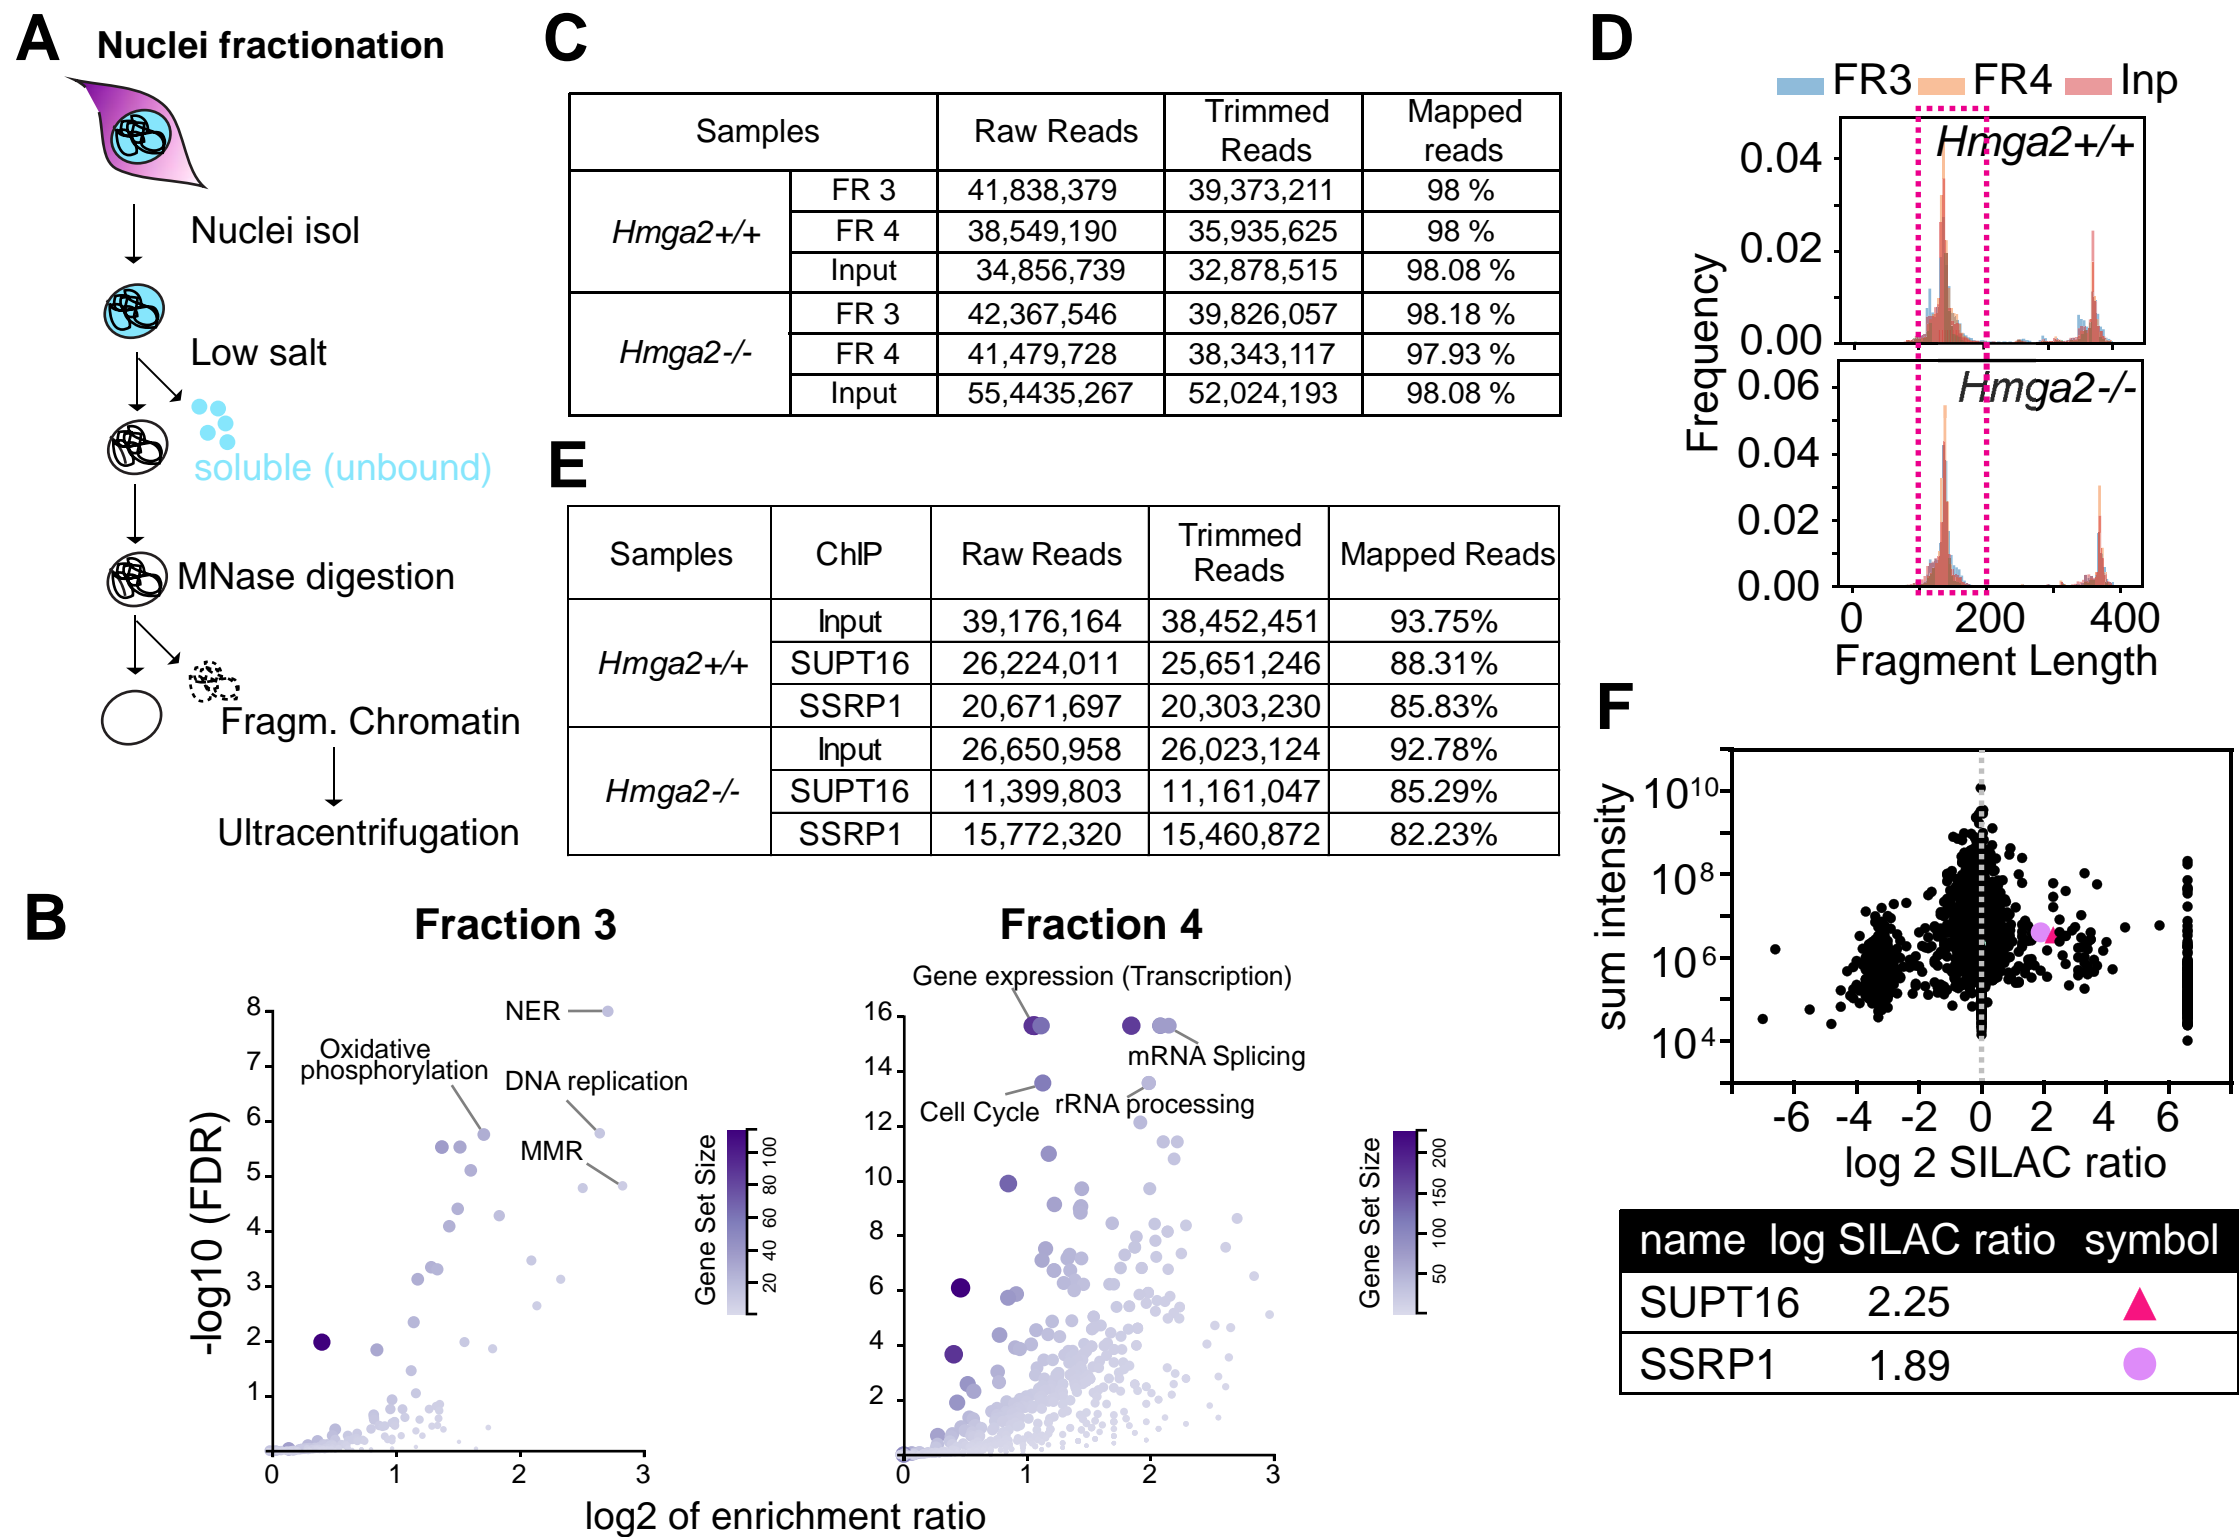 A
Nuclei fractionation
Nuclei isol
Low salt
soluble (unbound)
MNase digestion
Fragm. Chromatin
Ultracentrifugation
C
Samples Raw Reads Trimmed Reads Mapped reads
Hmga2+/+ FR 3 41,838,379 39,373,211 98 %
FR 4 38,549,190 35,935,625 98 %
Input 34,856,739 32,878,515 98.08 %
Hmga2-/- FR 3 42,367,546 39,826,057 98.18 %
FR 4 41,479,728 38,343,117 97.93 %
Input 55,4435,267 52,024,193 98.08 %
D
FR3 FR4 Inp
Hmga2+/+
0.04
0.02
0.00
Hmga2-/-
0.06
0.04
0.02
0.00
Frequency
0 200 400
Fragment Length
E
Samples ChIP Raw Reads Trimmed Reads Mapped Reads
Hmga2+/+ Input 39,176,164 38,452,451 93.75%
SUPT16 26,224,011 25,651,246 88.31%
SSRP1 20,671,697 20,303,230 85.83%
Hmga2-/- Input 26,650,958 26,023,124 92.78%
SUPT16 11,399,803 11,161,047 85.29%
SSRP1 15,772,320 15,460,872 82.23%
B
Fraction 3
NER
Oxidative
phosphorylation
DNA replication
MMR
8
7
6
5
4
3
2
1
0 1 2 3
-log10 (FDR)
Gene Set Size
20 40 60 80 100
Fraction 4
Gene expression (Transcription)
mRNA Splicing
Cell Cycle
rRNA processing
16
14
12
10
8
6
4
2
0 1 2 3
Gene Set Size
50 100 150 200
log2 of enrichment ratio
F
sum intensity
10^10
10^8
10^6
10^4
-6 -4 -2 0 2 4 6
log 2 SILAC ratio
name log SILAC ratio symbol
SUPT16 2.25
SSRP1 1.89